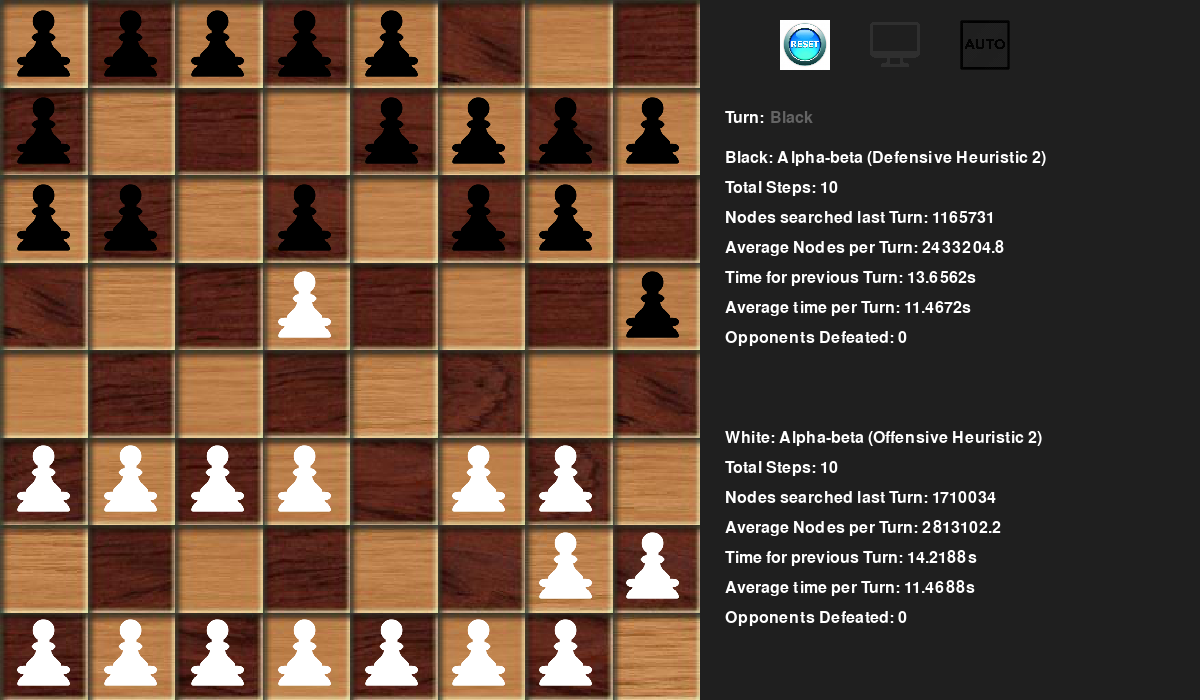 RESET
AUTO
Turn: Black
Black: Alpha-beta (Defensive Heuristic 2)
Total Steps: 10
Nodes searched last Turn: 1165731
Average Nodes per Turn: 2433204.8
Time for previous Turn: 13.6562s
Average time per Turn: 11.4672s
Opponents Defeated: 0
White: Alpha-beta (Offensive Heuristic 2)
Total Steps: 10
Nodes searched last Turn: 1710034
Average Nodes per Turn: 2813102.2
Time for previous Turn: 14.2188s
Average time per Turn: 11.4688s
Opponents Defeated: 0